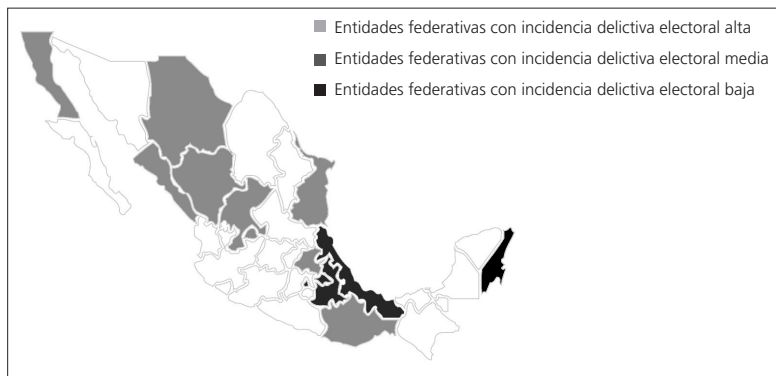 Entidades federativas con incidencia delictiva electoral alta
Entidades federativas con incidencia delictiva electoral media
Entidades federativas con incidencia delictiva electoral baja